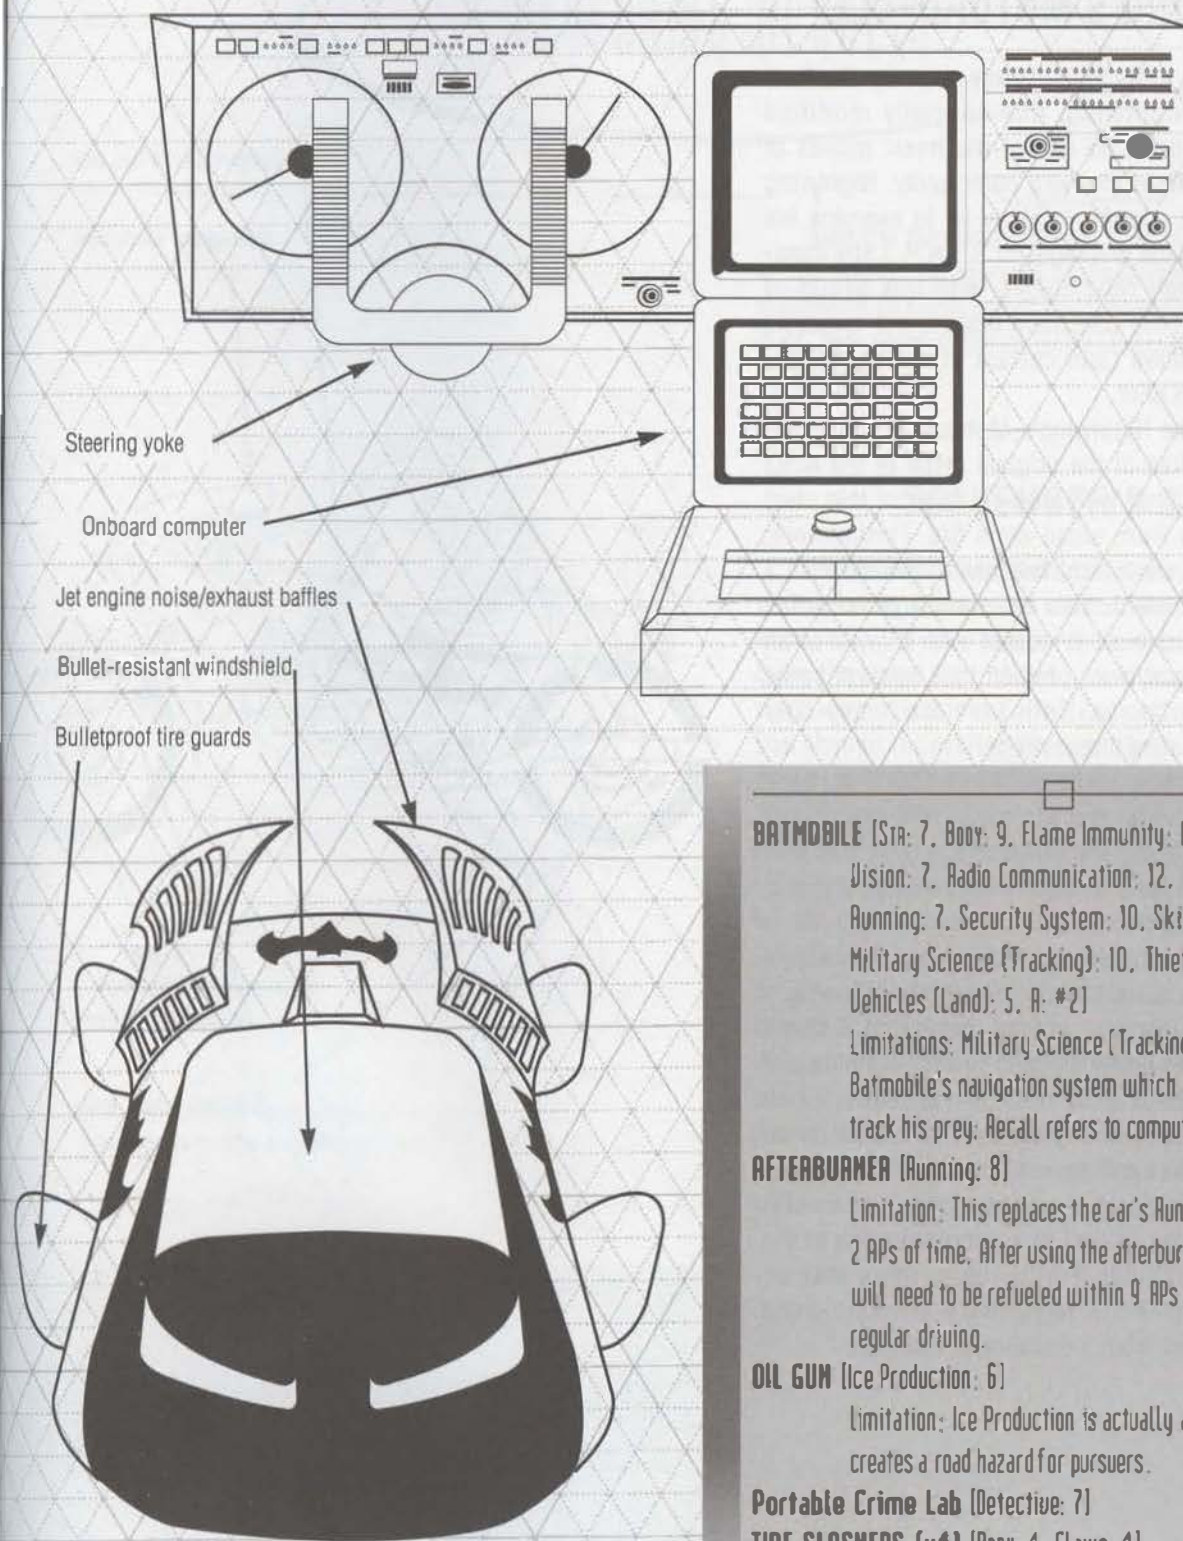 Steering yoke
Onboard computer
Jet engine noise/exhaust baffles
Bullet-resistant windshield
Bulletproof tire guards
BATMOBILE [STR: 7, BODY: 9, Flame Immunity:
Vision: 7, Radio Communication: 12,
Running: 7, Security System: 10,
Military Science (Tracking): 10,
Vehicles (Land): 5, R: #2]
Limitations: Military Science (Tracking
Batmobile's navigation system which
track his prey; Recall refers to
AFTERBURNER [Running: 8]
Limitation: This replaces the car's
2 APs of time. After using the
will need to be refueled within 9 APs
regular driving.
OIL GUN [Ice Production: 6]
Limitation: Ice Production is actually
creates a road hazard for pursuers.
Portable Crime Lab [Detective: 7]